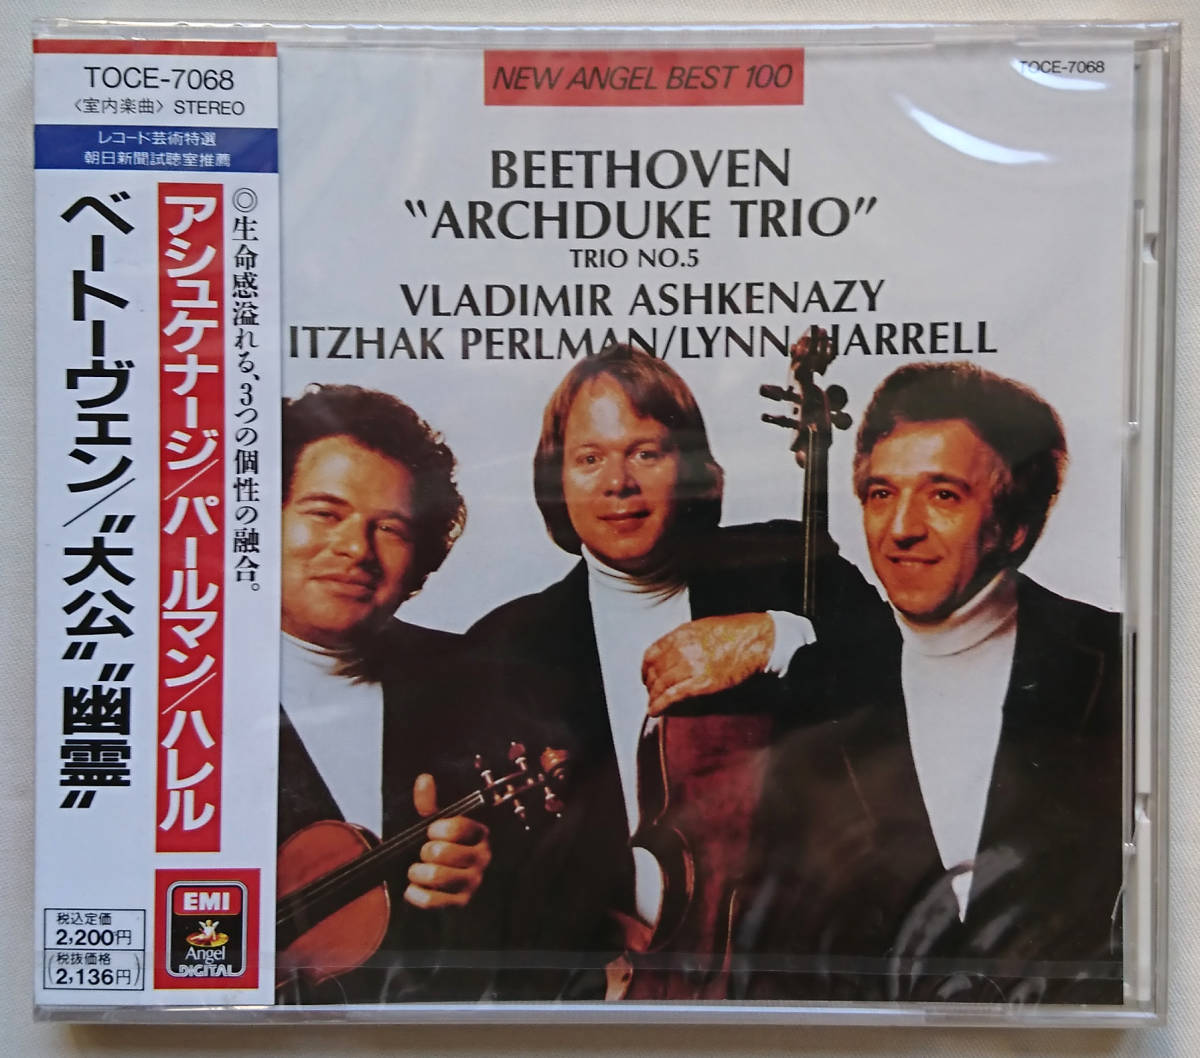 TOCE-7068
〈室内楽曲〉 STEREO
レコード芸術特選
朝日新聞試聴室推薦
◎生命感溢れる、3つの個性の融合。
アシュケナージ/パールマン/ハレル
ベートーヴェン/〝大公〟〝幽霊〟
EMI
Angel
DIGITAL
税込定価
2,200円
(税抜価格
2,136円)
NEW ANGEL BEST 100
TOCE-7068
BEETHOVEN
"ARCHDUKE TRIO"
TRIO NO.5
VLADIMIR ASHKENAZY
ITZHAK PERLMAN/LYNN HARRELL